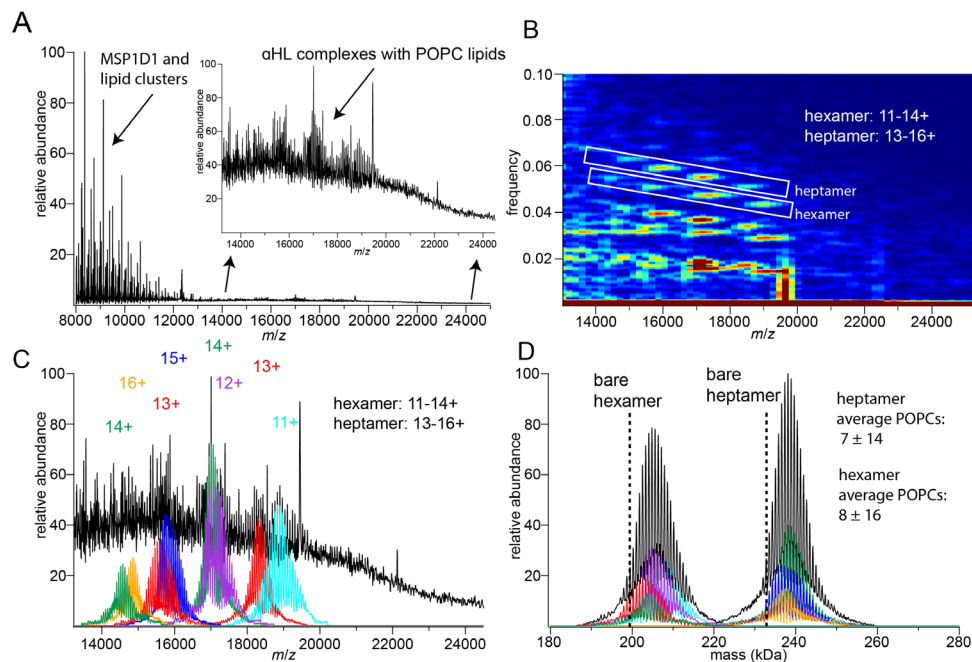 A
MSP1D1 and
lipid clusters
αHL complexes with POPC lipids
relative abundance
100
80
60
40
20
8000 10000 12000 14000 16000 18000 20000 22000 24000
m/z
relative abundance
100
80
60
40
20
14000 16000 18000 20000 22000 24000
m/z
B
hexamer: 11-14+
heptamer: 13-16+
heptamer
hexamer
frequency
0.10
0.08
0.06
0.04
0.02
14000 16000 18000 20000 22000 24000
m/z
C
14+
15+
16+
13+
12+
13+
14+
11+
hexamer: 11-14+
heptamer: 13-16+
relative abundance
100
80
60
40
20
14000 16000 18000 20000 22000 24000
m/z
D
bare
hexamer
bare
heptamer
heptamer
average POPCs:
7 ± 14
hexamer
average POPCs:
8 ± 16
relative abundance
100
80
60
40
20
180 200 220 240 260 280
mass (kDa)